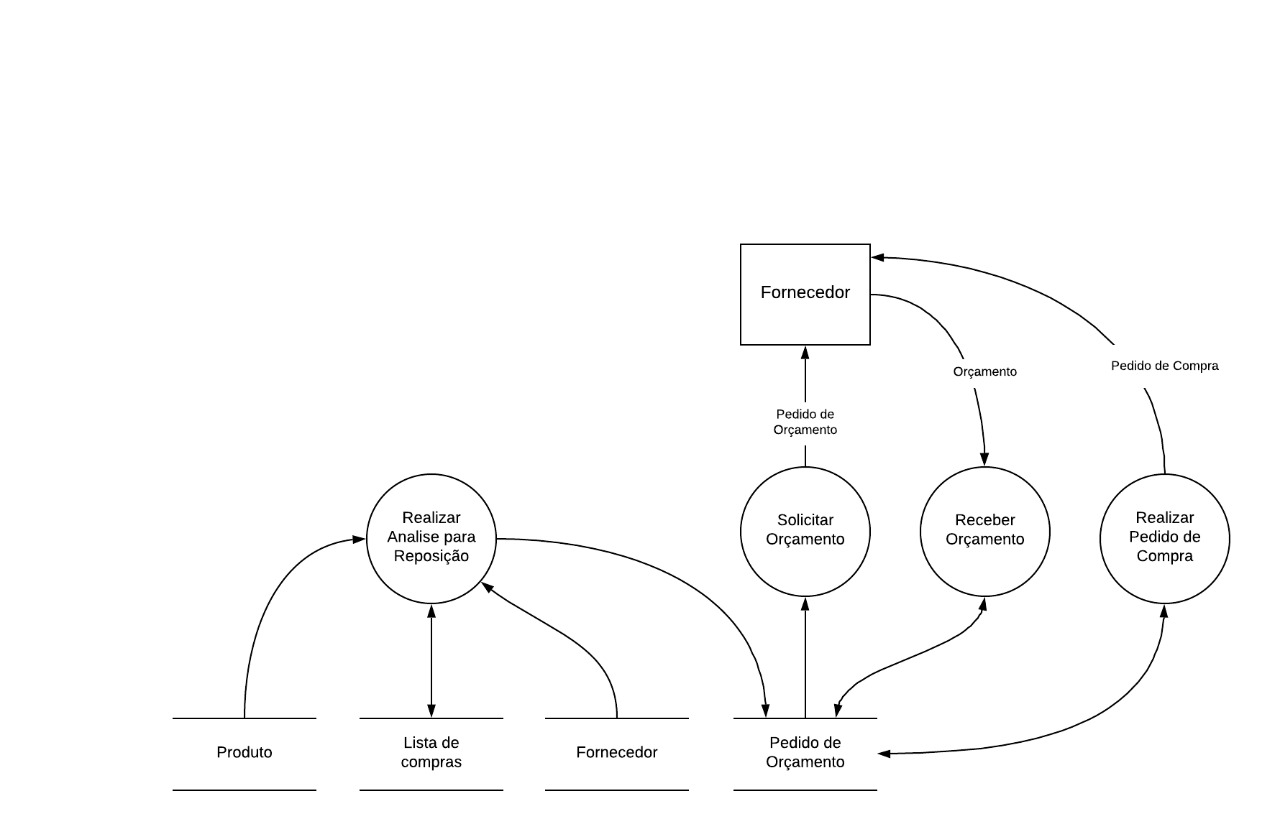 Fornecedor
Orçamento
Pedido de Compra
Pedido de
Orçamento
Realizar
Analise para
Reposição
Solicitar
Orçamento
Receber
Orçamento
Realizar
Pedido de
Compra
Produto
Lista de
compras
Fornecedor
Pedido de
Orçamento